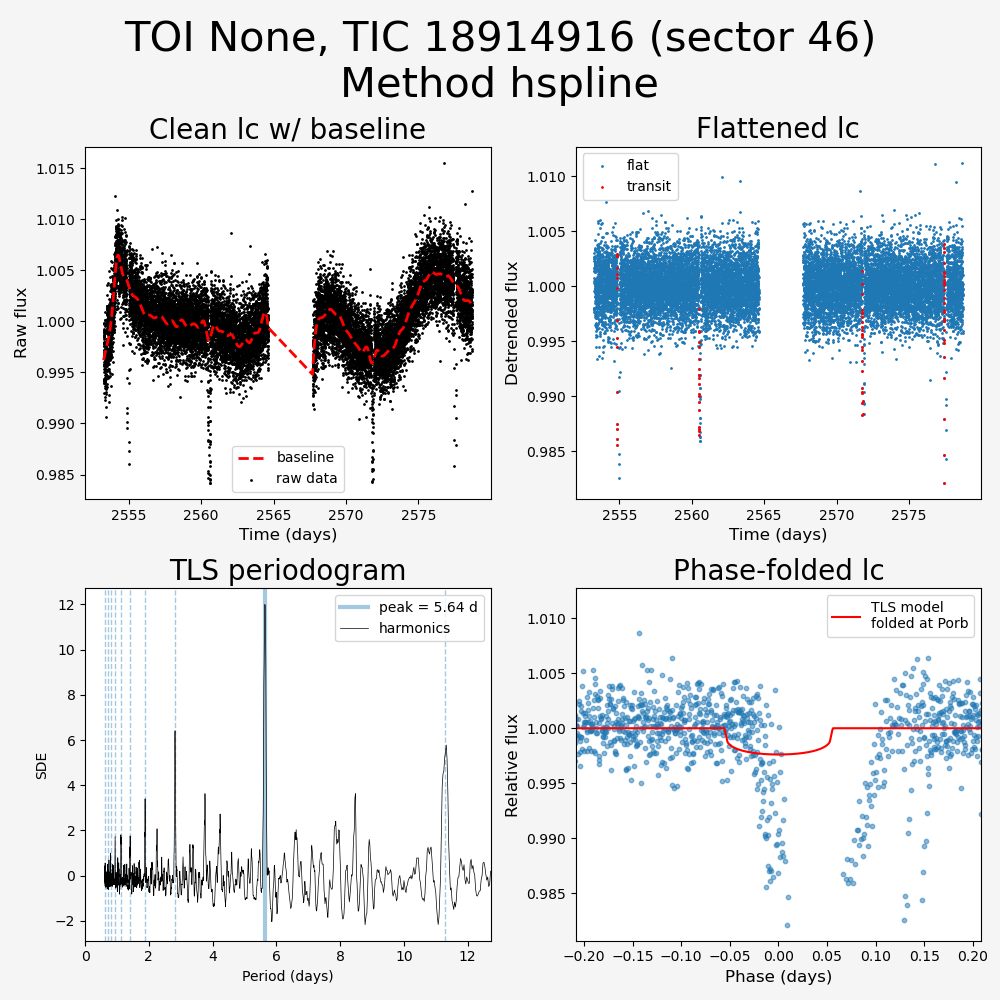 TOI None, TIC 18914916 (sector 46)
Method hspline
Clean lc w/ baseline
Flattened lc
1.015
1.010
1.005
1.000
0.995
0.990
0.985
Raw flux
baseline
raw data
2555
2560
2565
2570
2575
Time (days)
flat
transit
1.010
1.005
1.000
0.995
0.990
0.985
Detrended flux
2555
2560
2565
2570
2575
Time (days)
TLS periodogram
Phase-folded lc
peak = 5.64 d
harmonics
12
10
8
6
4
2
0
−2
SDE
0
2
4
6
8
10
12
Period (days)
TLS model
folded at Porb
1.010
1.005
1.000
0.995
0.990
0.985
Relative flux
−0.20
−0.15
−0.10
−0.05
0.00
0.05
0.10
0.15
0.20
Phase (days)